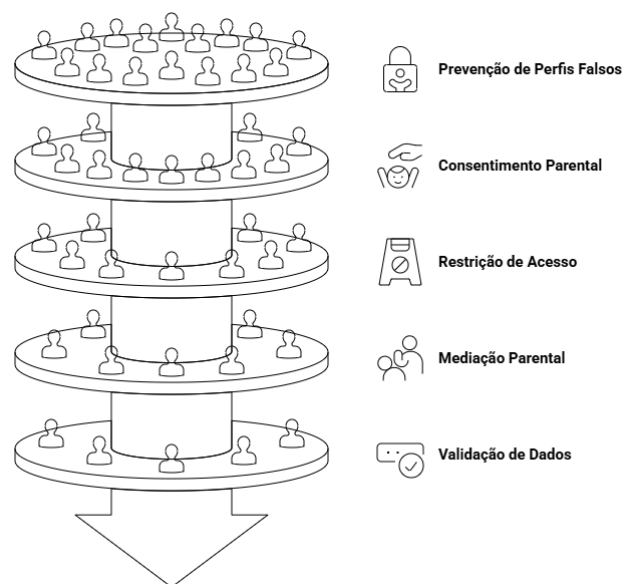 Prevenção de Perfis Falsos
Consentimento Parental
Restrição de Acesso
Mediação Parental
Validação de Dados